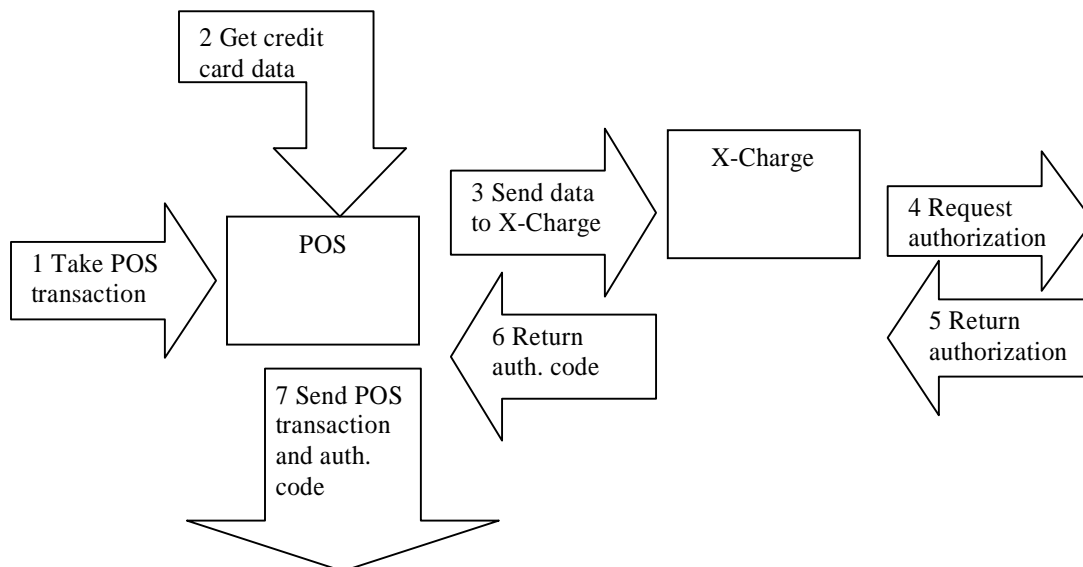 2 Get credit
card data
X-Charge
3 Send data
to X-Charge
4 Request
authorization
POS
1 Take POS
transaction
5 Return
authorization
6 Return
auth. code
7 Send POS
transaction
and auth.
code